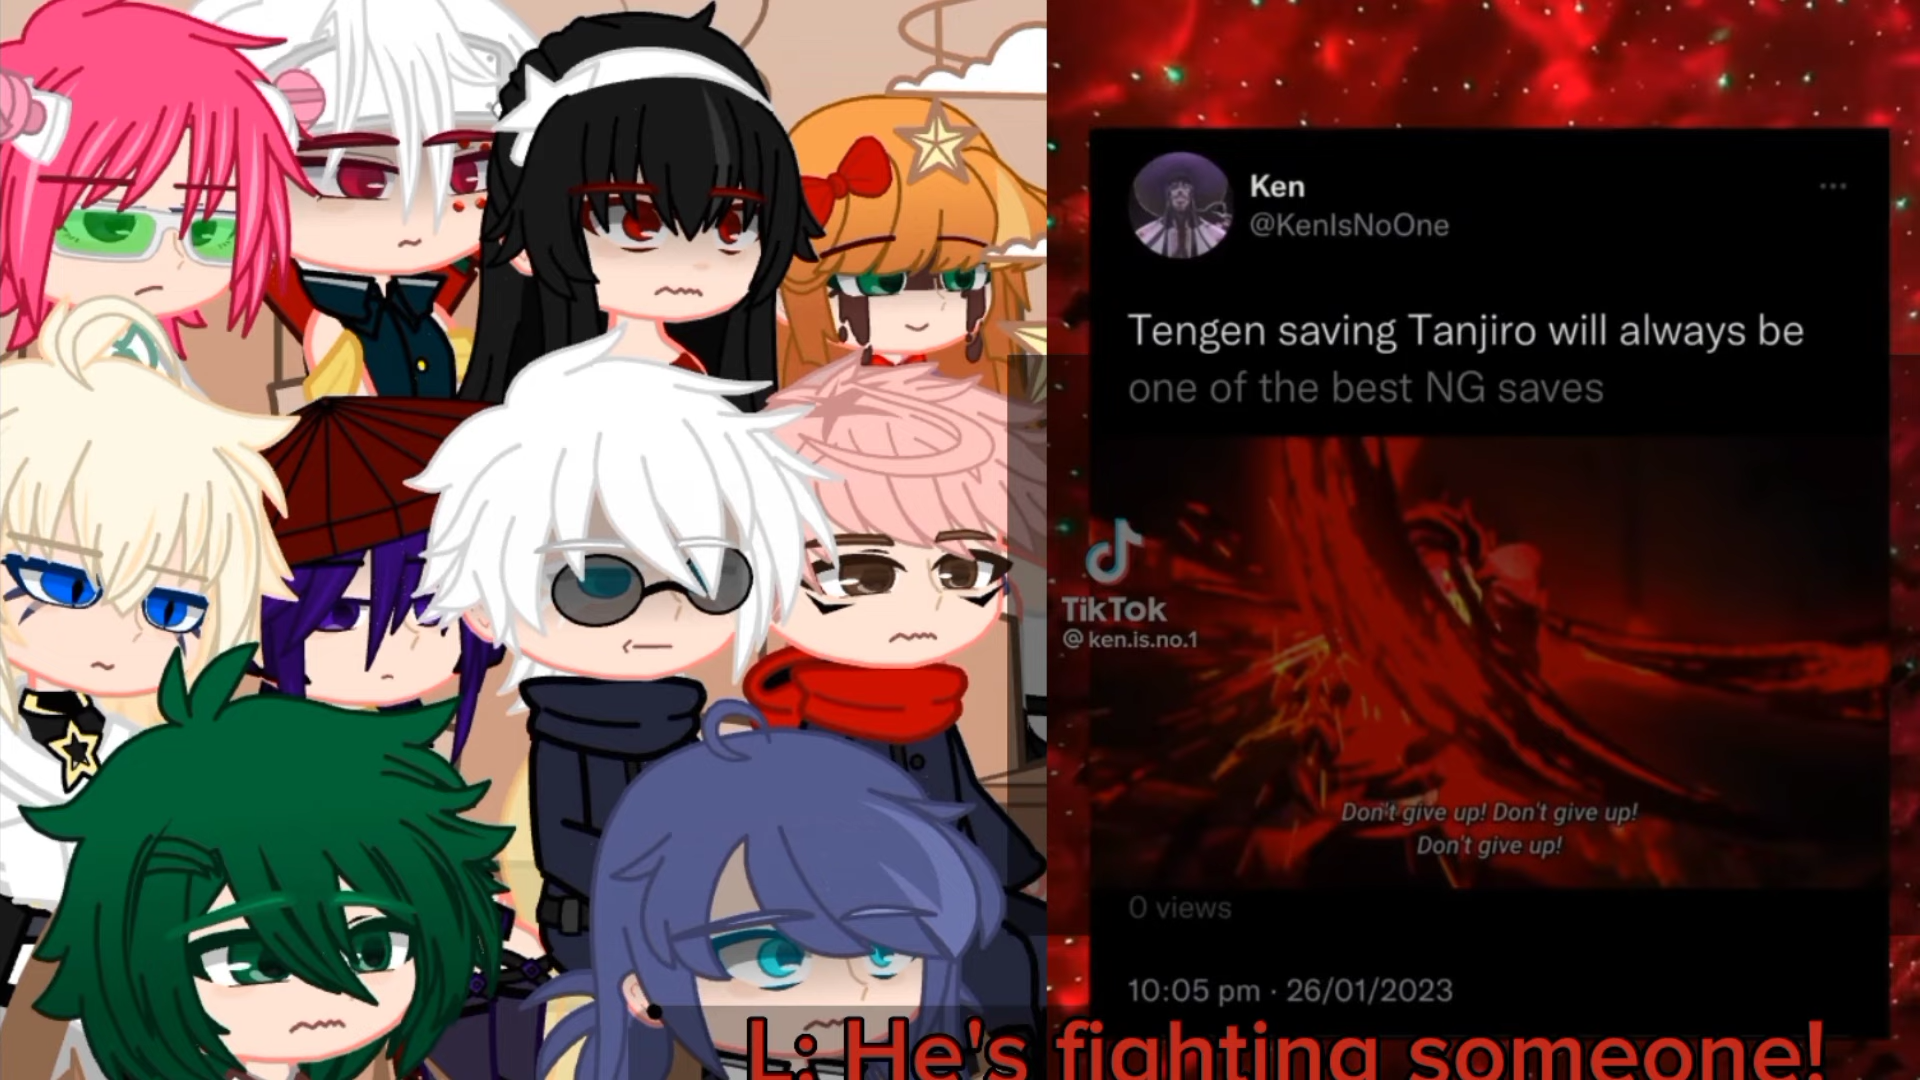 Ken
@KenIsNoOne
Tengen saving Tanjiro will always be
one of the best NG saves
TikTok
@ken.is.no.1
Don't give up! Don't give up!
Don't give up!
0 views
10:05 pm · 26/01/2023
L: He's fighting someone!